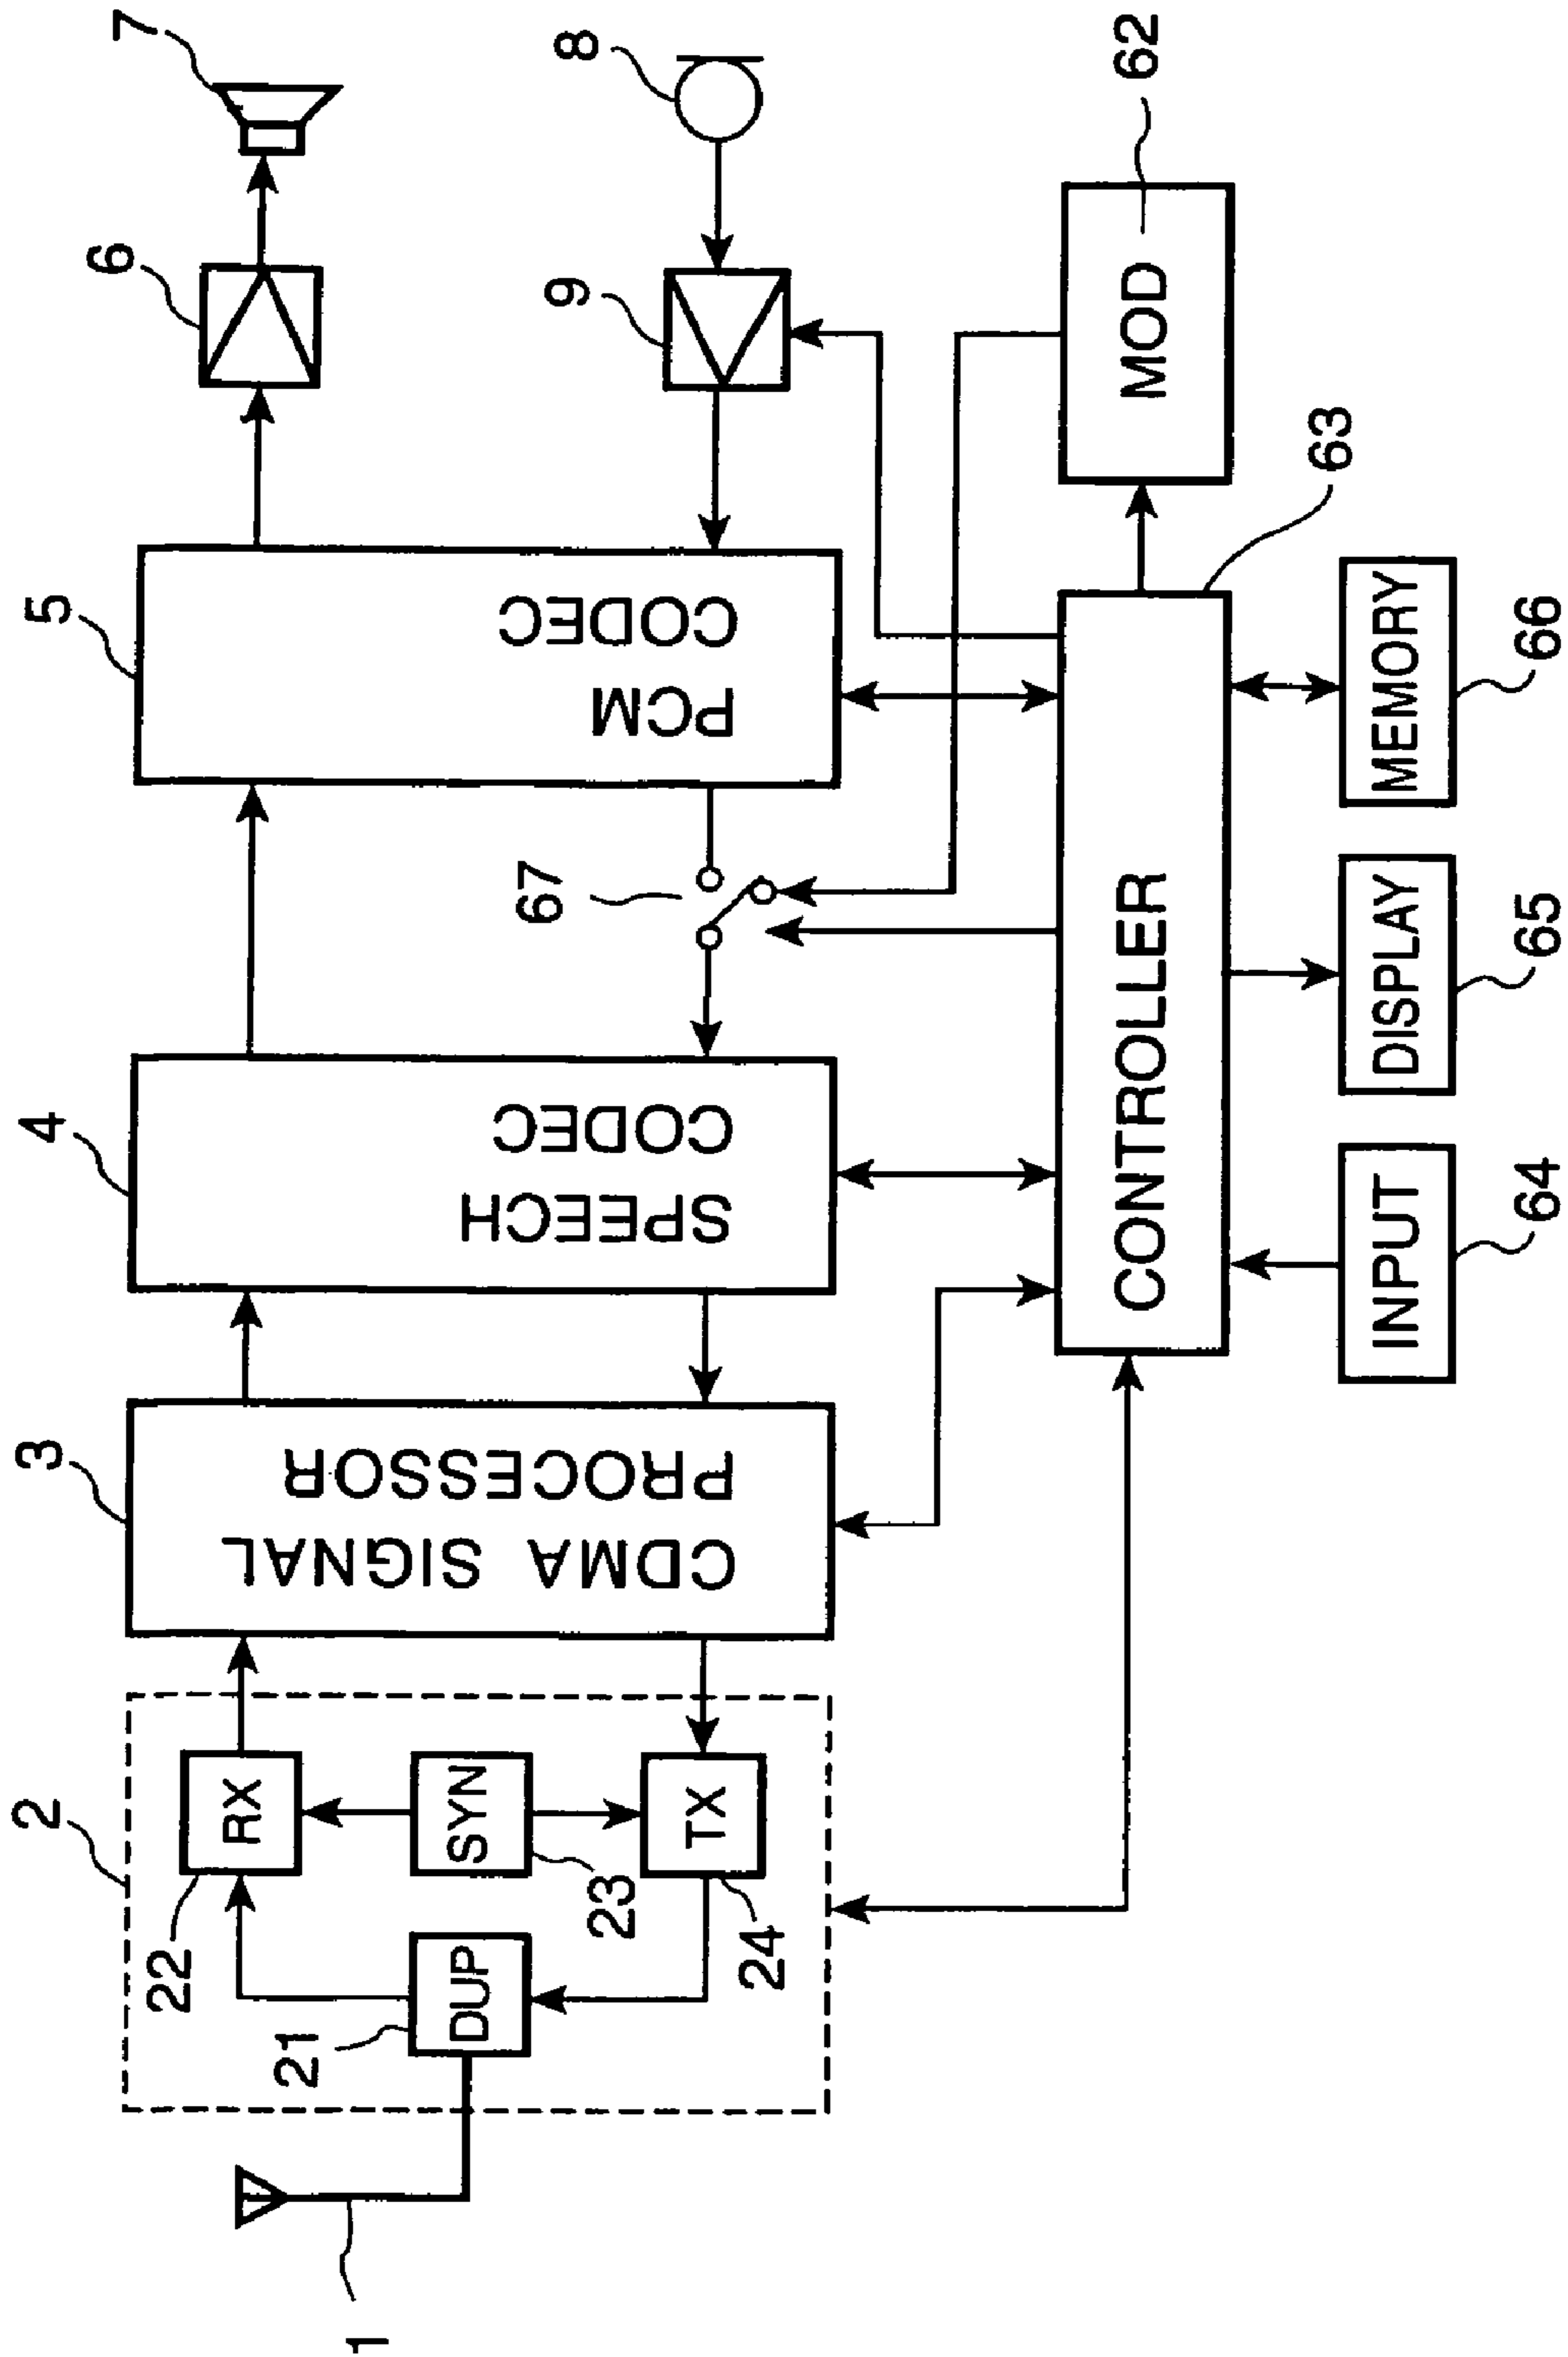 1
2
21
DUP
22
RX
SYN
23
TX
24
3
CDMA SIGNAL
PROCESSOR
4
SPEECH
CODEC
5
PCM
CODEC
6
7
8
9
67
CONTROLLER
63
MOD
62
INPUT
64
DISPLAY
65
MEMORY
66